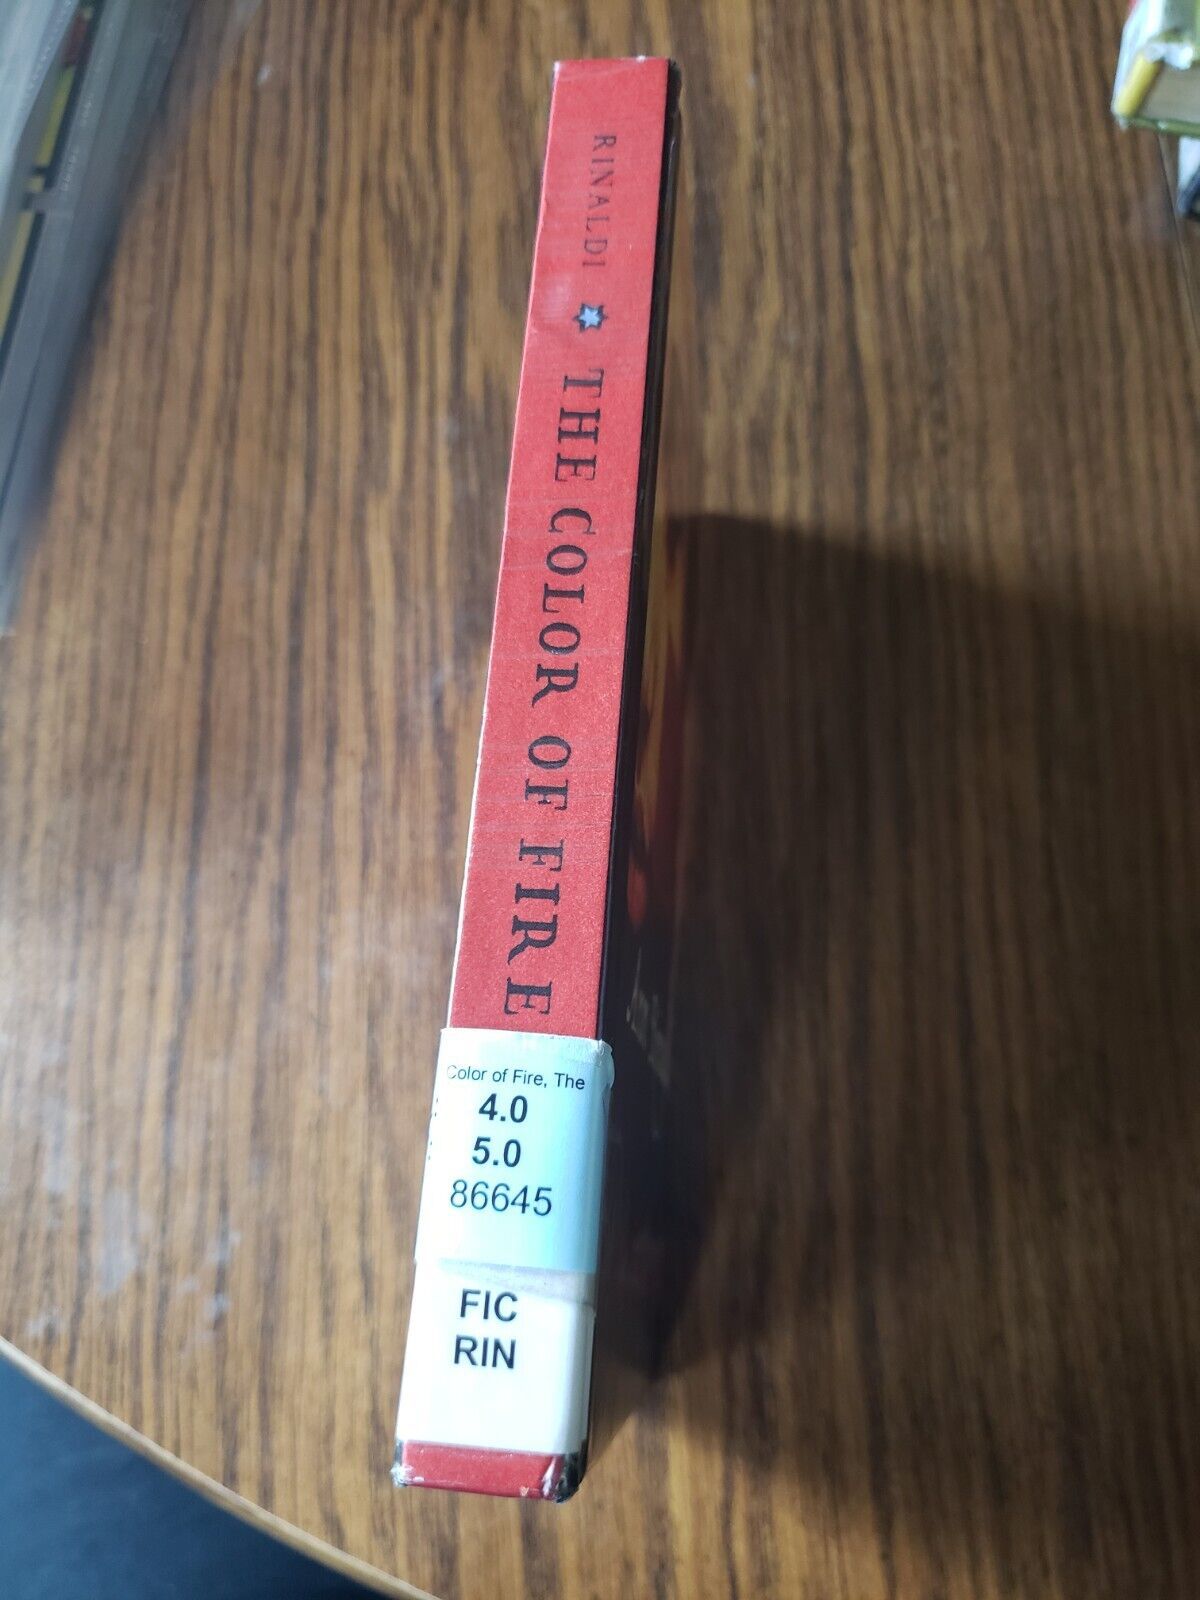 RINALDI
THE COLOR OF FIRE
Color of Fire, The
4.0
5.0
86645
FIC
RIN